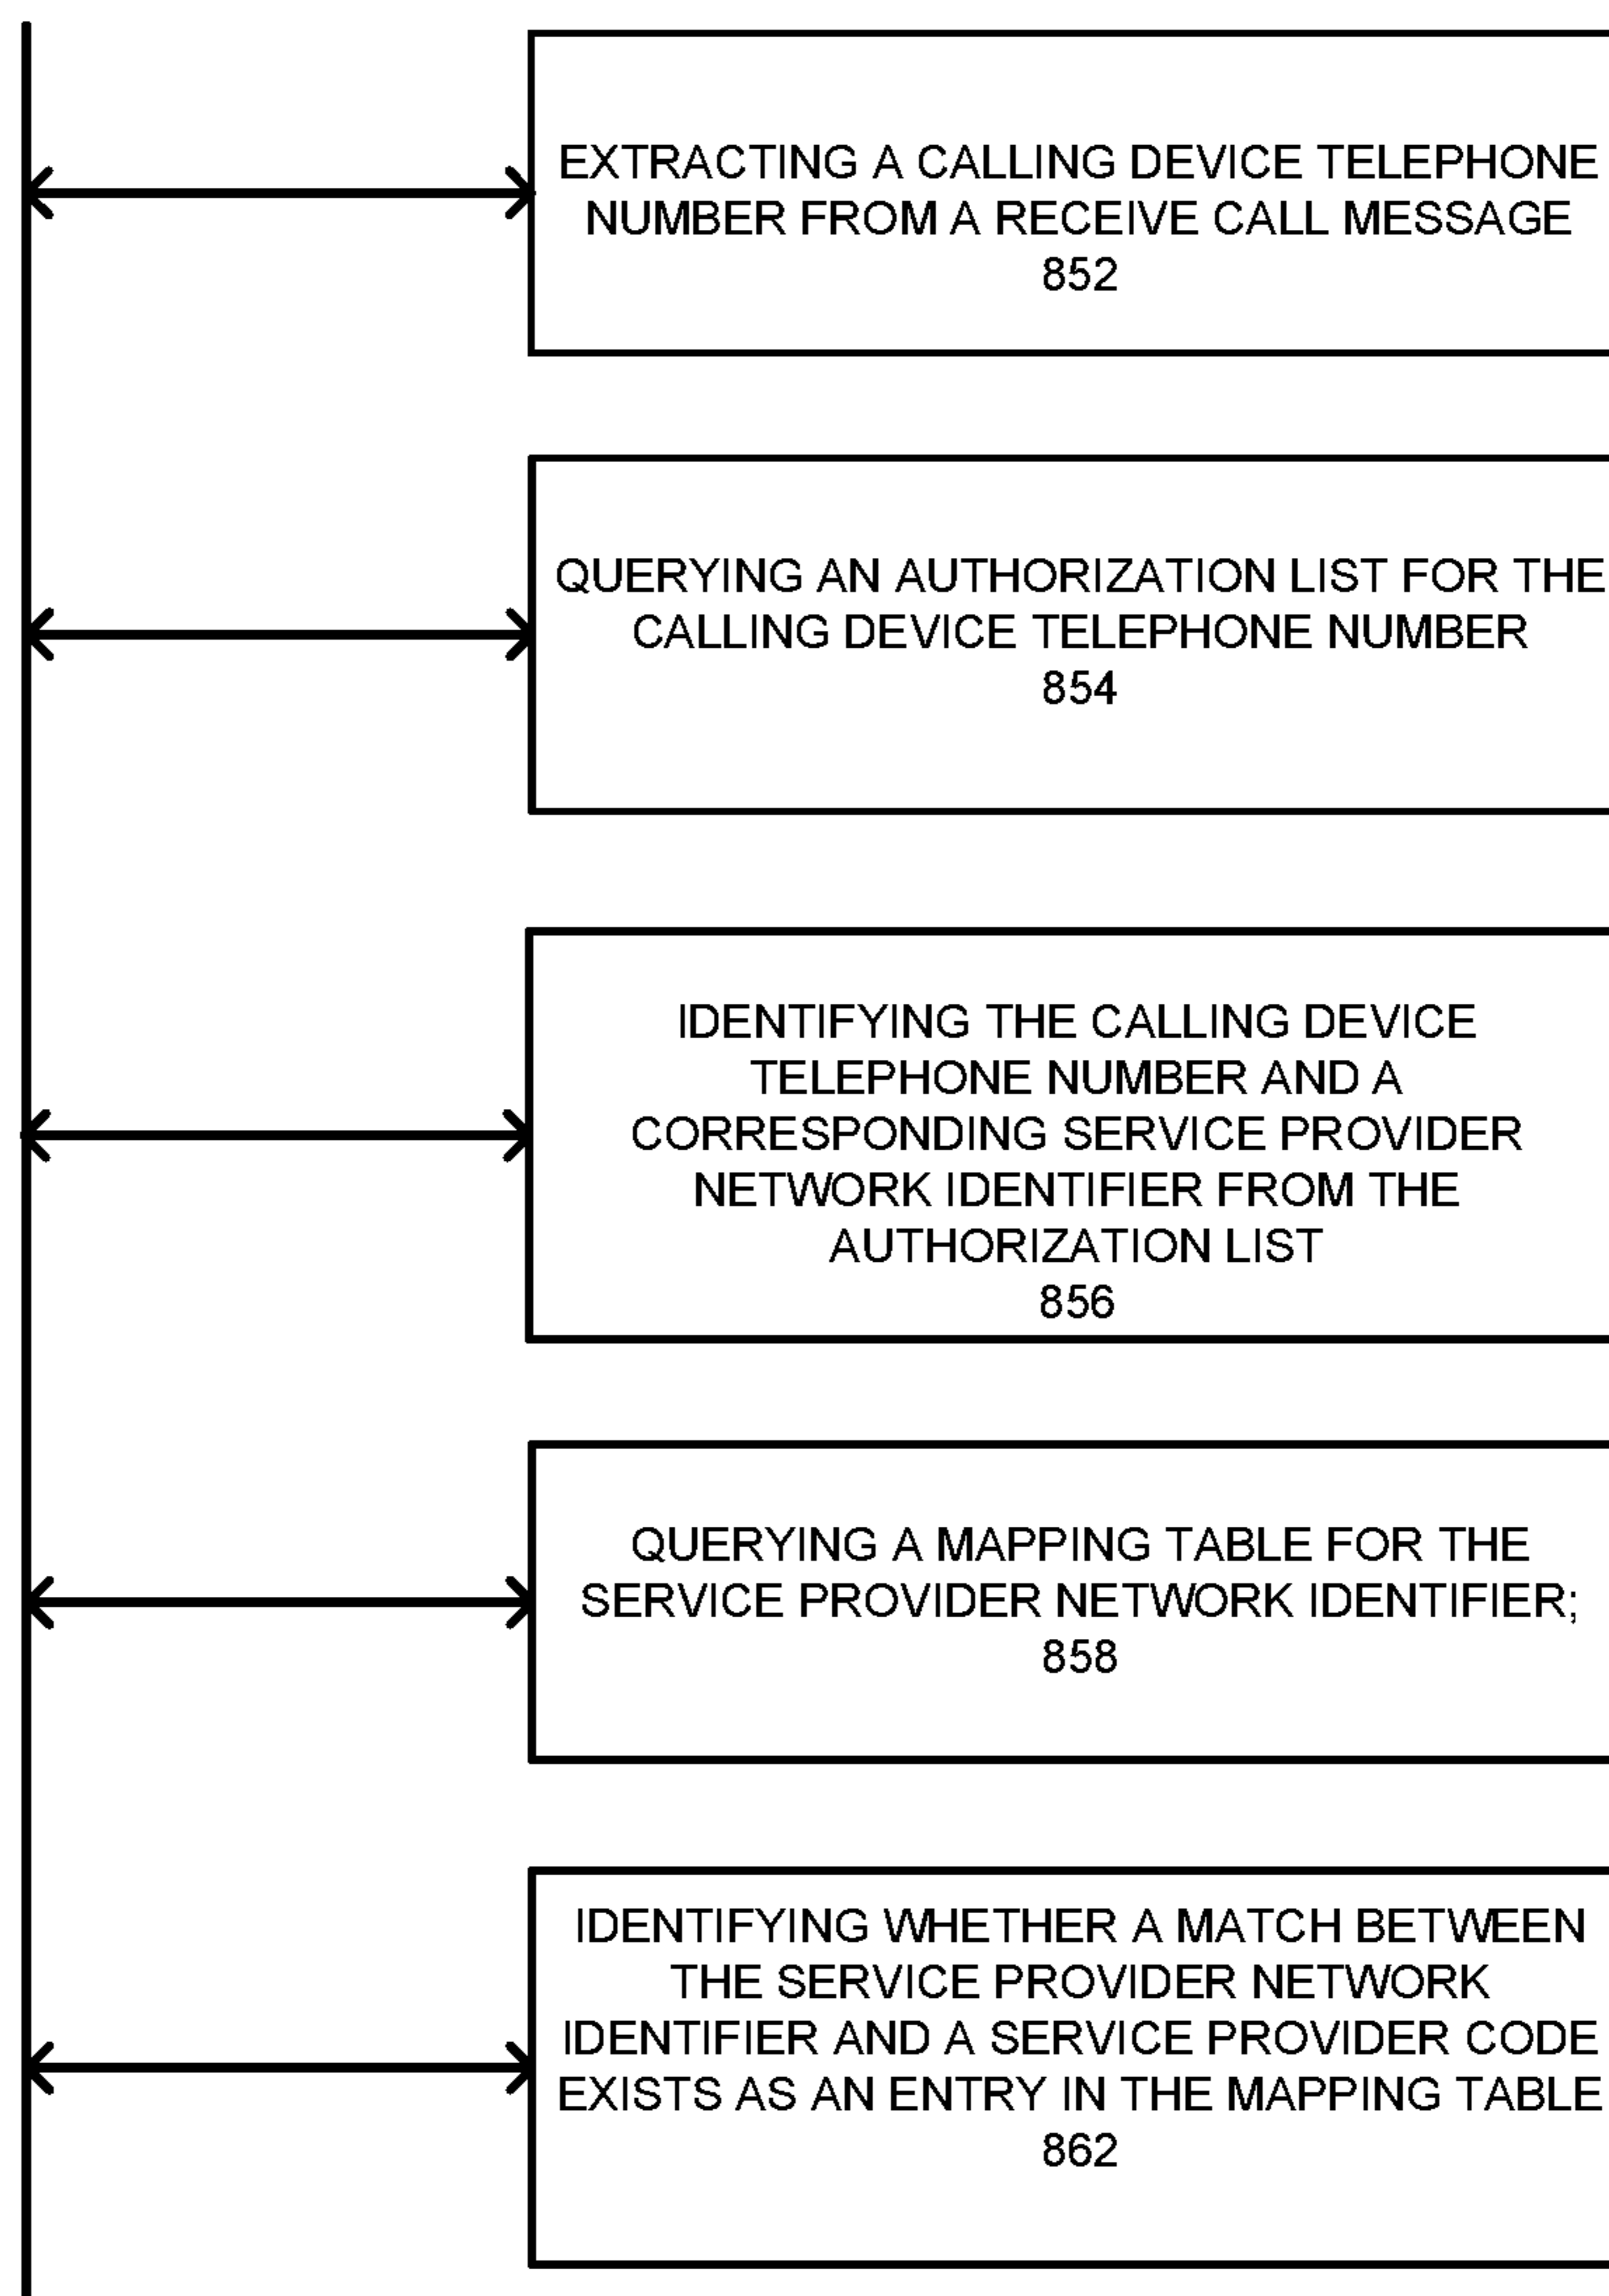 EXTRACTING A CALLING DEVICE TELEPHONE
NUMBER FROM A RECEIVE CALL MESSAGE
852
QUERYING AN AUTHORIZATION LIST FOR THE
CALLING DEVICE TELEPHONE NUMBER
854
IDENTIFYING THE CALLING DEVICE
TELEPHONE NUMBER AND A
CORRESPONDING SERVICE PROVIDER
NETWORK IDENTIFIER FROM THE
AUTHORIZATION LIST
856
QUERYING A MAPPING TABLE FOR THE
SERVICE PROVIDER NETWORK IDENTIFIER;
858
IDENTIFYING WHETHER A MATCH BETWEEN
THE SERVICE PROVIDER NETWORK
IDENTIFIER AND A SERVICE PROVIDER CODE
EXISTS AS AN ENTRY IN THE MAPPING TABLE
862